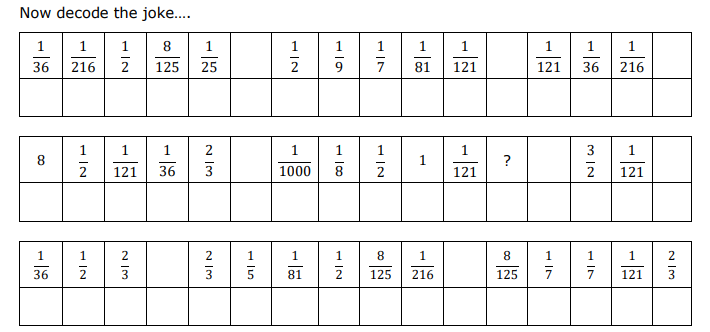 Now decode the joke....
1/36 1/216 1/2 8/125 1/25 1/2 1/9 1/7 1/81 1/121 1/121 1/36 1/216
8 1/2 1/121 1/36 2/3 1/1000 1/8 1/2 1 1/121 ? 3/2 1/121
1/36 1/2 2/3 2/3 1/5 1/81 1/2 8/125 1/216 8/125 1/7 1/7 1/121 2/3